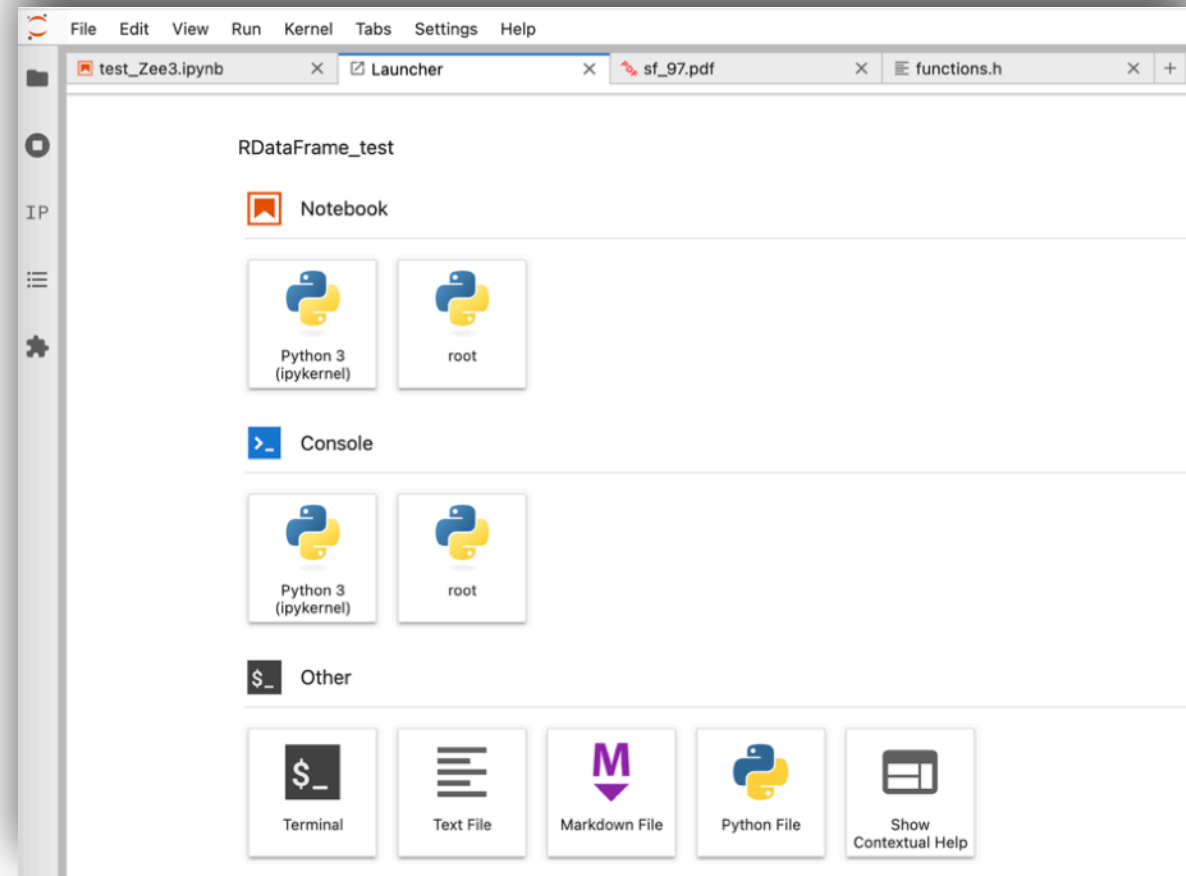 File Edit View Run Kernel Tabs Settings Help
test_Zee3.ipynb Launcher sf_97.pdf functions.h
RDataFrame_test
IP
Notebook
Python 3
(ipykernel)
root
Console
Python 3
(ipykernel)
root
$_ Other
$_
Terminal
Text File
M
Markdown File
Python File
Show
Contextual Help